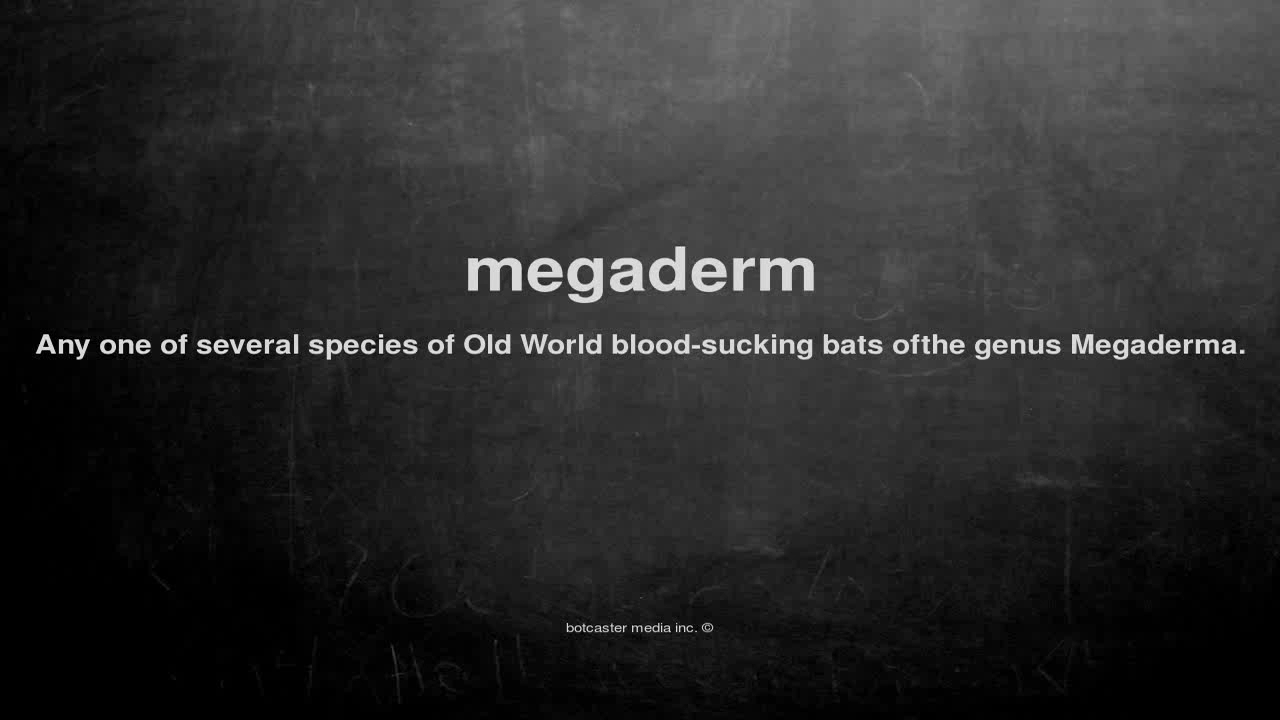 megaderm
Any one of several species of Old World blood-sucking bats ofthe genus Megaderma.
botcaster media inc. ©